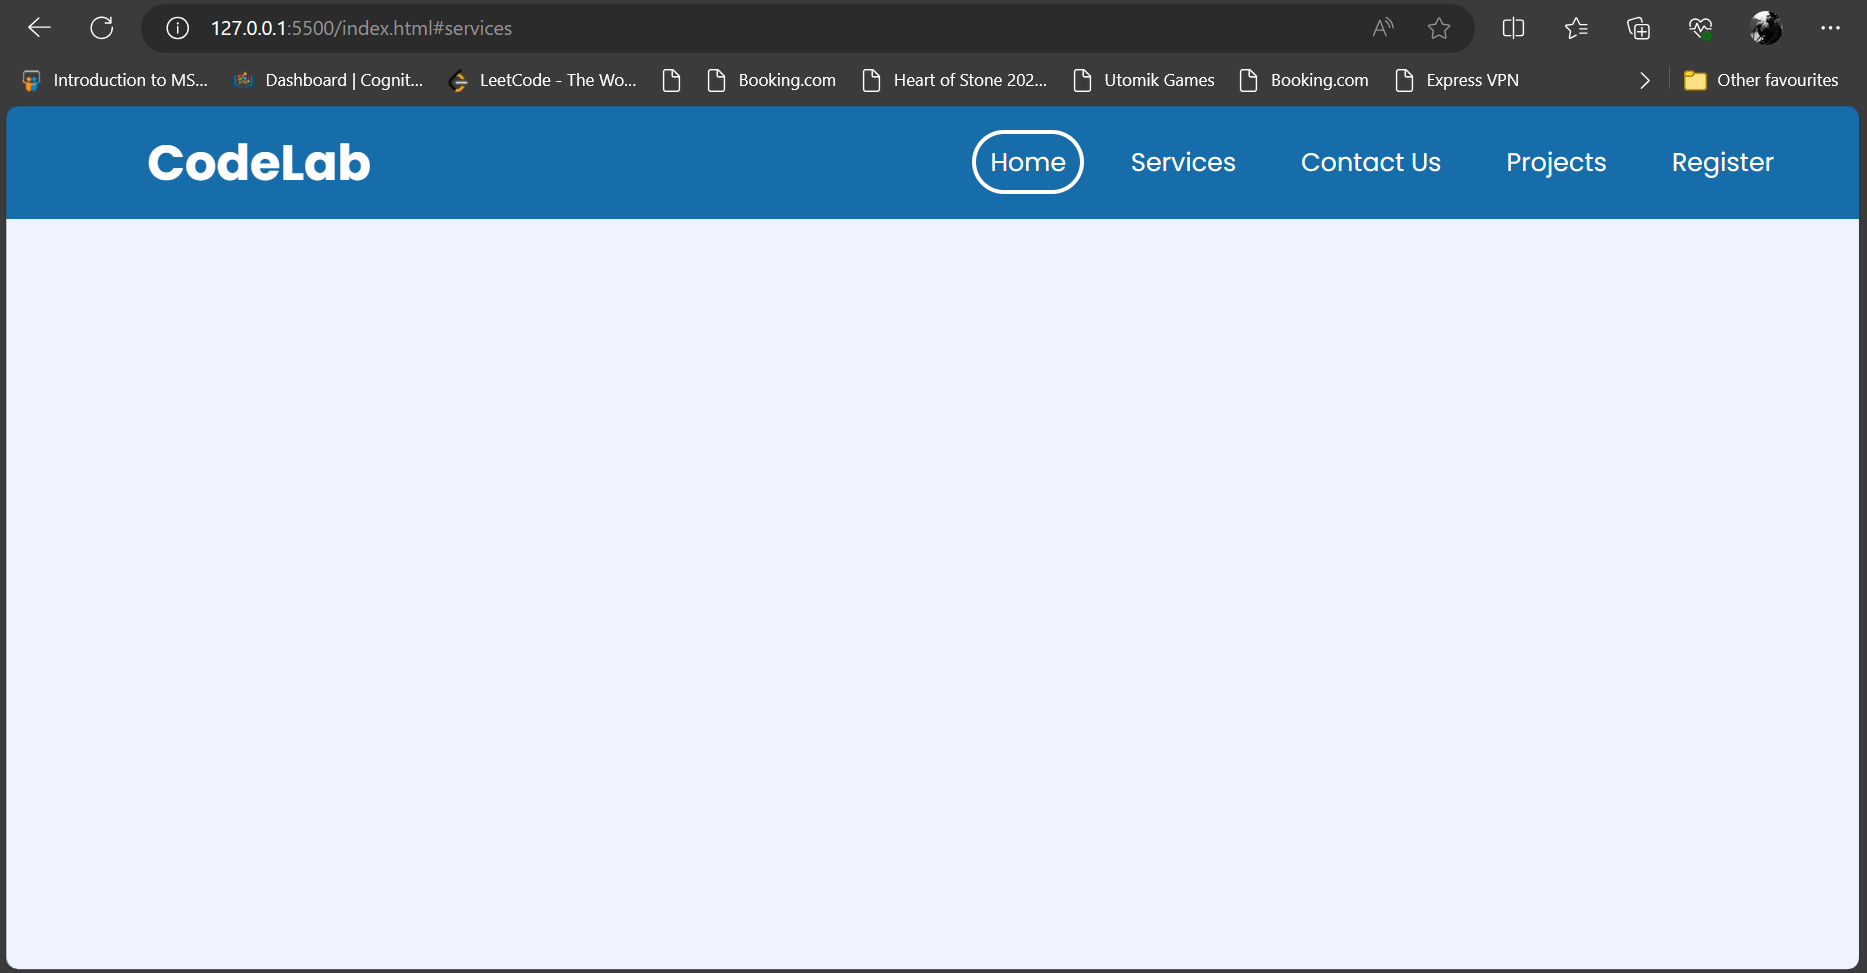 127.0.0.1:5500/index.html#services
Introduction to MS... Dashboard | Cognit... LeetCode - The Wo... Booking.com Heart of Stone 202... Utomik Games Booking.com Express VPN Other favourites
CodeLab Home Services Contact Us Projects Register